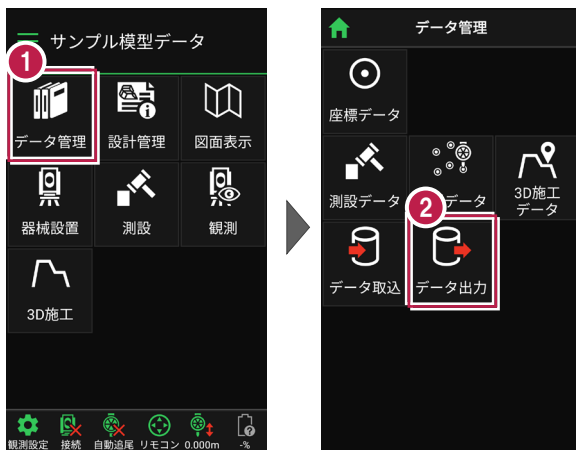 サンプル模型データ
1
データ管理
設計管理
図面表示
器械設置
測設
観測
3D施工
観測設定
接続
自動追尾
リモコン
0.000m
-%
データ管理
座標データ
測設データ
データ
3D施工
データ
2
データ取込
データ出力